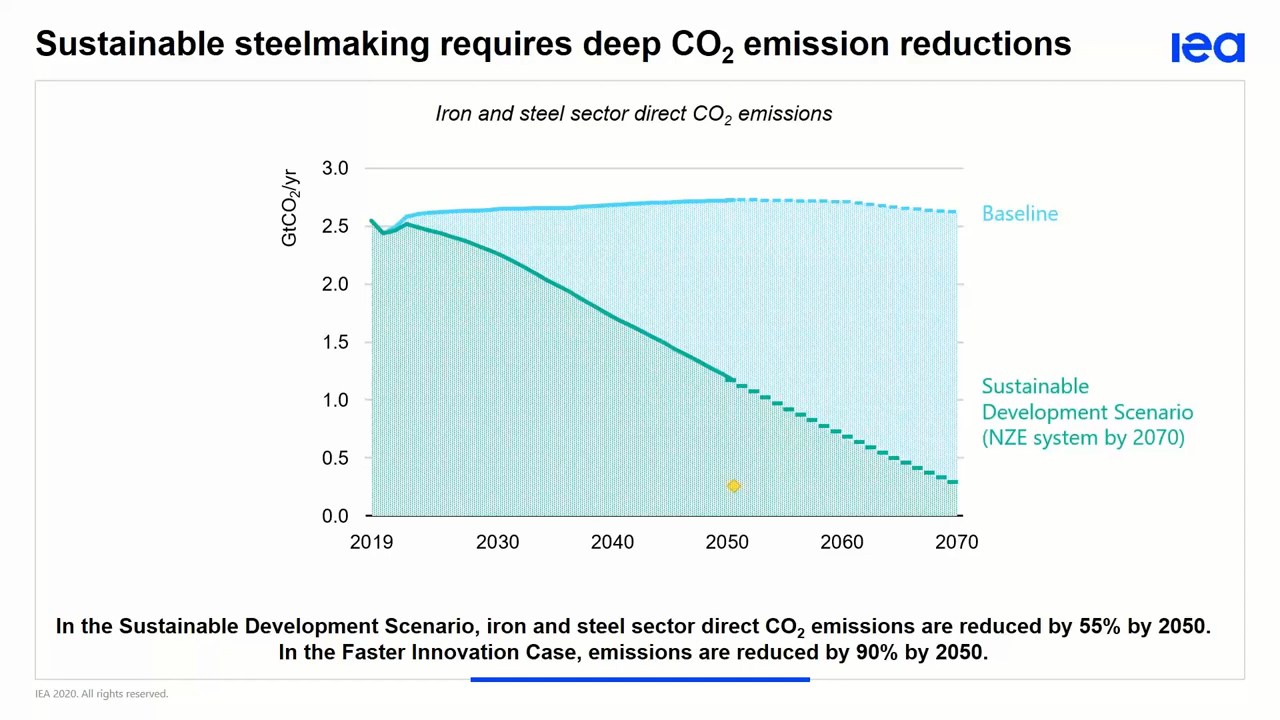 Sustainable steelmaking requires deep CO₂ emission reductions
iea
Iron and steel sector direct CO₂ emissions
GtCO₂/yr
3.0
2.5
2.0
1.5
1.0
0.5
0.0
2019 2030 2040 2050 2060 2070
Baseline
Sustainable
Development Scenario
(NZE system by 2070)
In the Sustainable Development Scenario, iron and steel sector direct CO₂ emissions are reduced by 55% by 2050.
In the Faster Innovation Case, emissions are reduced by 90% by 2050.
IEA 2020. All rights reserved.